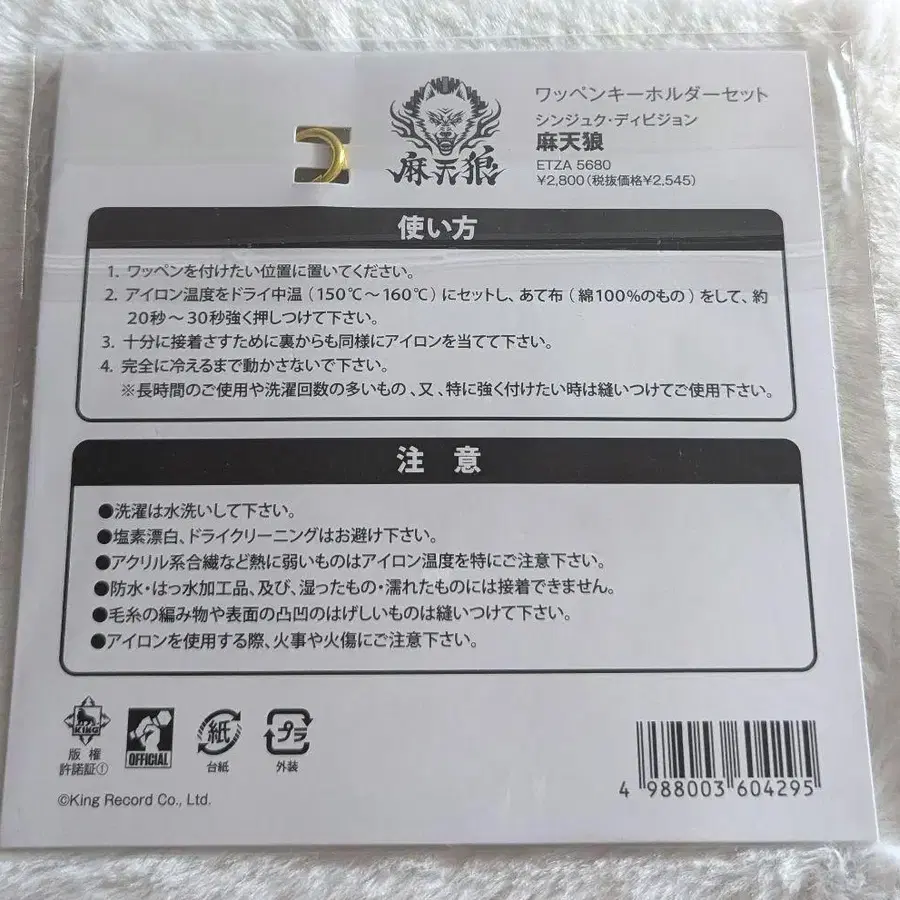 麻天狼
ワッペンキーホルダーセット
シンジュク・ディビジョン
麻天狼
ETZA 5680
¥2,800(税抜価格¥2,545)
使い方
1. ワッペンを付けたい位置に置いてください。
2. アイロン温度をドライ中温(150℃～160℃)にセットし、あて布(綿100%のもの)をして、約
20秒～30秒強く押しつけて下さい。
3. 十分に接着さすために裏からも同様にアイロンを当てて下さい。
4. 完全に冷えるまで動かさないで下さい。
※長時間のご使用や洗濯回数の多いもの、又、特に強く付けたい時は縫いつけてご使用下さい。
注 意
●洗濯は水洗いして下さい。
●塩素漂白、ドライクリーニングはお避け下さい。
●アクリル系合繊など熱に弱いものはアイロン温度を特にご注意下さい。
●防水・はっ水加工品、及び、湿ったもの・濡れたものには接着できません。
●毛糸の編み物や表面の凸凹のはげしいものは縫いつけて下さい。
●アイロンを使用する際、火事や火傷にご注意下さい。
KING
版 権
許諾証①
OFFICIAL
紙
台紙
プラ
外装
©King Record Co., Ltd.
4 988003 604295